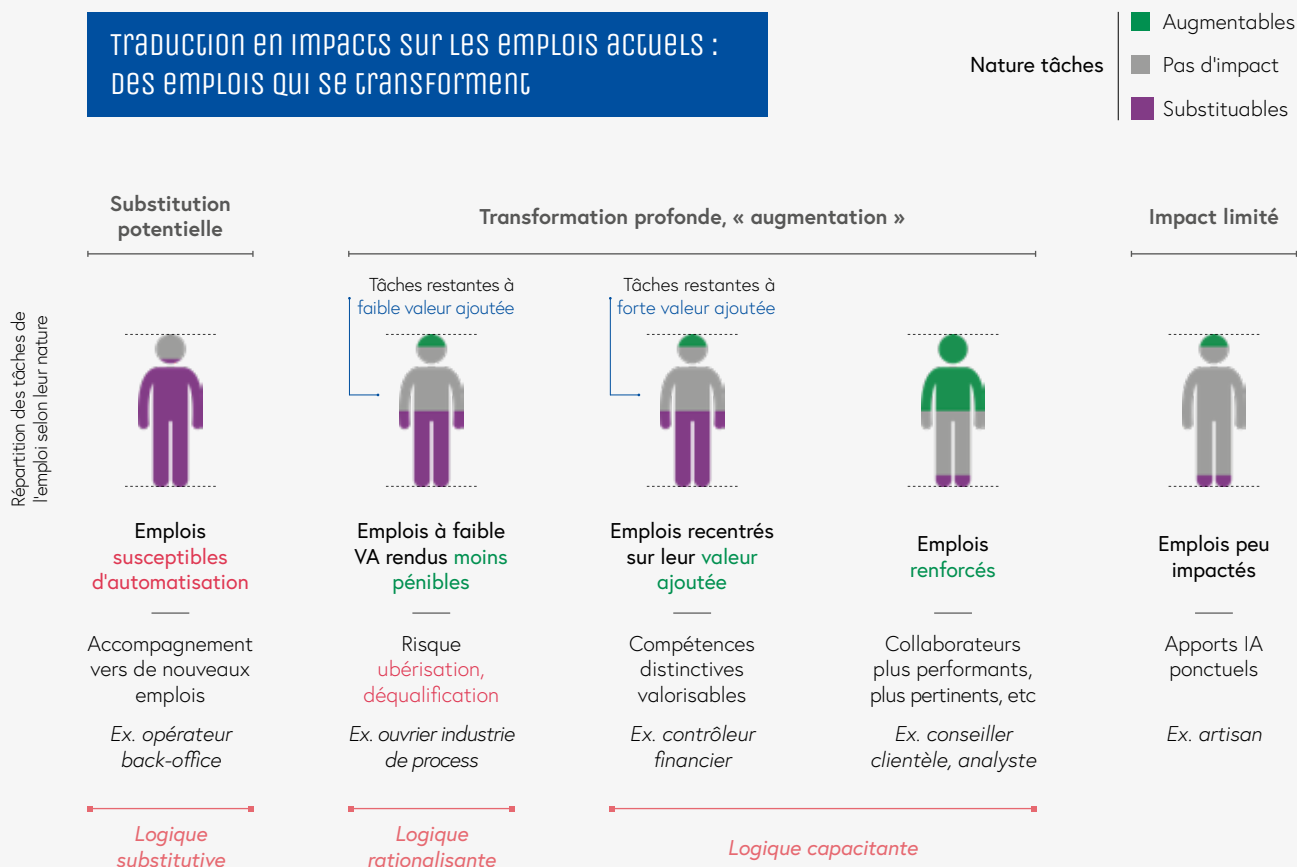 Traduction en impacts sur les emplois actuels :
des emplois qui se transforment
Nature tâches
Augmentables
Pas d'impact
Substituables
Substitution
potentielle
Transformation profonde, « augmentation »
Impact limité
Répartition des tâches de
l'emploi selon leur nature
Tâches restantes à
faible valeur ajoutée
Tâches restantes à
forte valeur ajoutée
Emplois
susceptibles
d'automatisation
Accompagnement
vers de nouveaux
emplois
Ex. opérateur
back-office
Emplois à faible
VA rendus moins
pénibles
Risque
ubérisation,
déqualification
Ex. ouvrier industrie
de process
Emplois recentrés
sur leur valeur
ajoutée
Compétences
distinctives
valorisables
Ex. contrôleur
financier
Emplois
renforcés
Collaborateurs
plus performants,
plus pertinents, etc
Ex. conseiller
clientèle, analyste
Emplois peu
impactés
Apports IA
ponctuels
Ex. artisan
Logique
substitutive
Logique
rationalisante
Logique capacitante